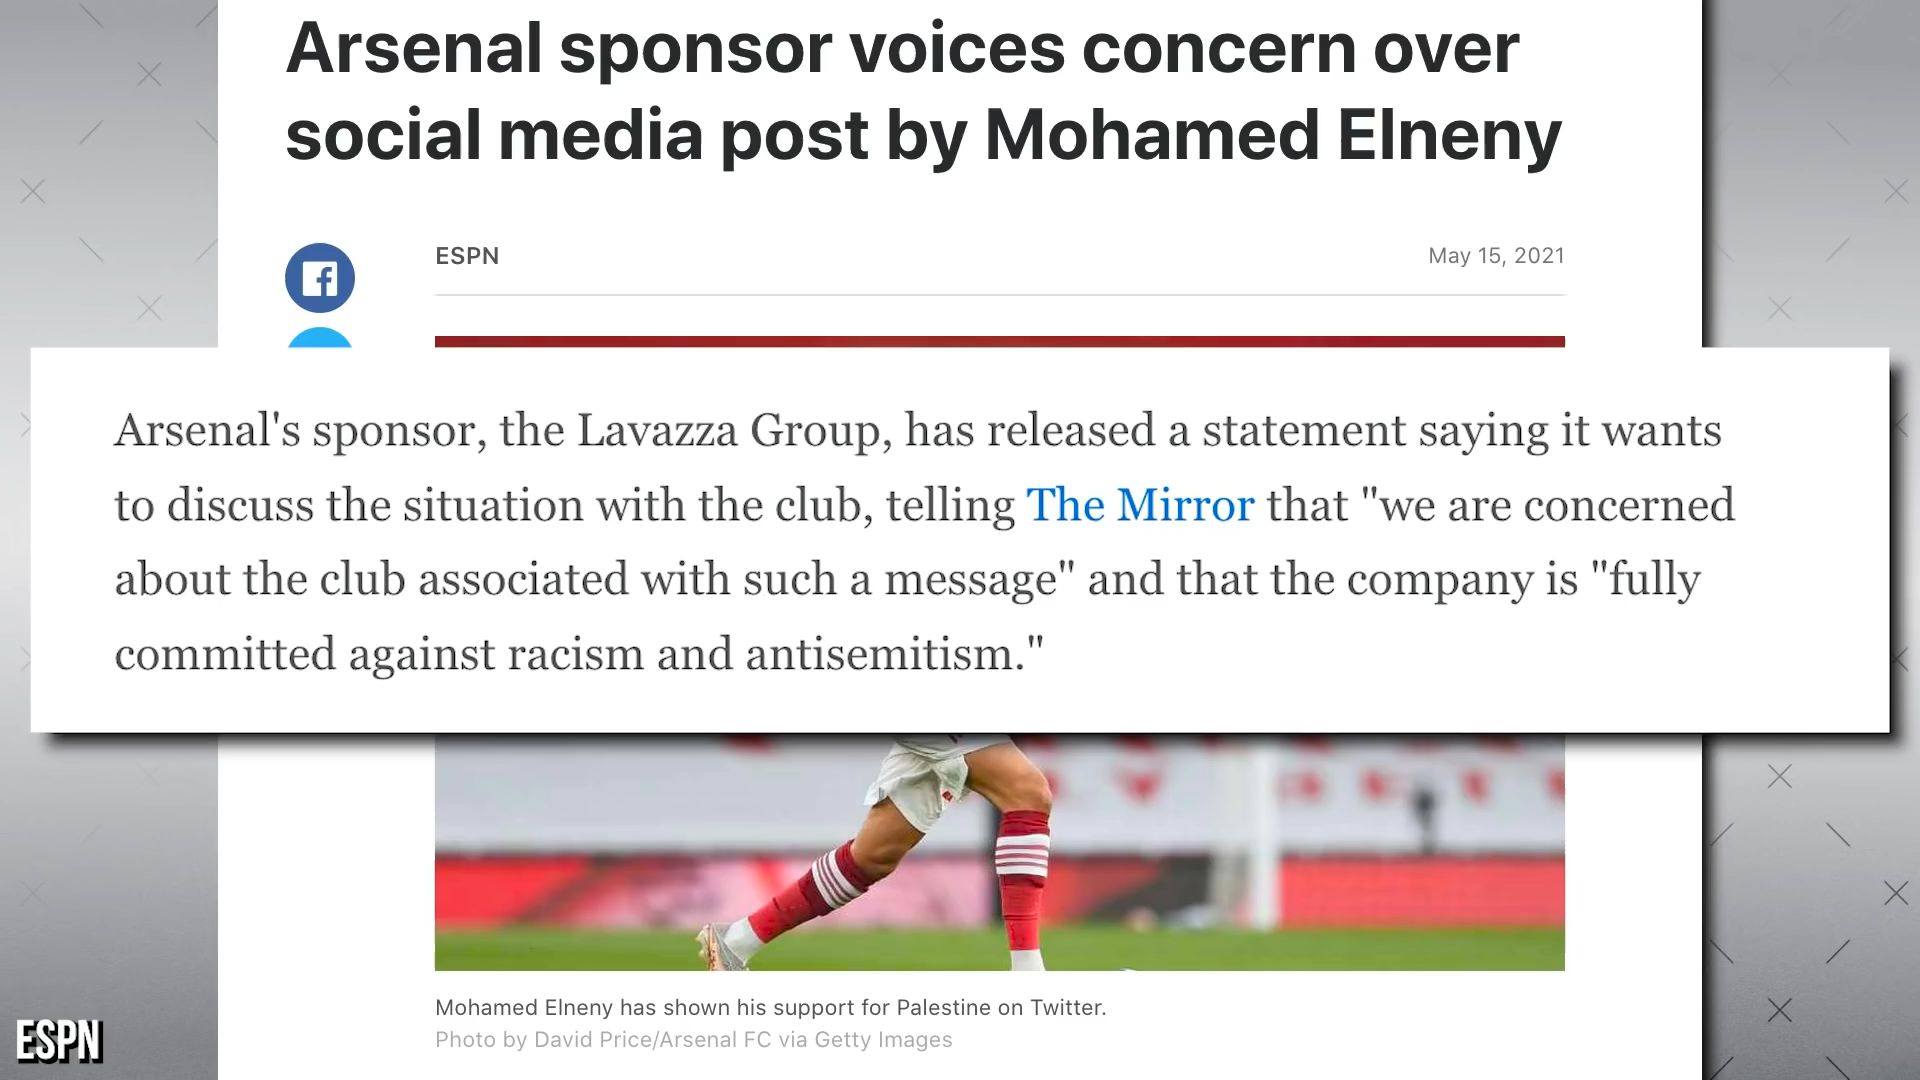 Arsenal sponsor voices concern over
social media post by Mohamed Elneny
ESPN
May 15, 2021
Arsenal's sponsor, the Lavazza Group, has released a statement saying it wants
to discuss the situation with the club, telling The Mirror that "we are concerned
about the club associated with such a message" and that the company is "fully
committed against racism and antisemitism."
Mohamed Elneny has shown his support for Palestine on Twitter.
Photo by David Price/Arsenal FC via Getty Images
ESPN